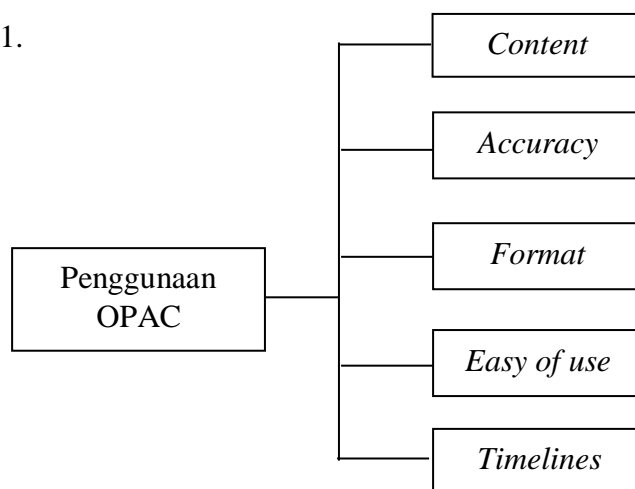 1.
Content
Accuracy
Format
Penggunaan
OPAC
Easy of use
Timelines